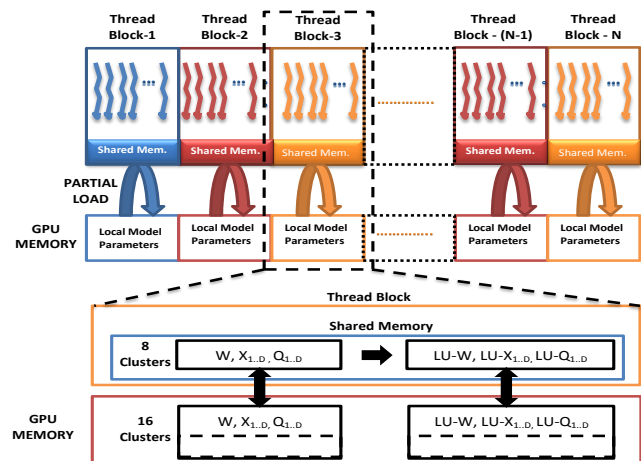 Thread Block-1
Thread Block-2
Thread Block-3
Thread Block - (N-1)
Thread Block - N
Shared Mem.
Shared Mem.
Shared Mem.
Shared Mem.
Shared Mem.
PARTIAL LOAD
GPU MEMORY
Local Model Parameters
Local Model Parameters
Local Model Parameters
Local Model Parameters
Local Model Parameters
Thread Block
Shared Memory
8 Clusters
W, X1..D, Q1..D
LU-W, LU-X1..D, LU-Q1..D
GPU MEMORY
16 Clusters
W, X1..D, Q1..D
LU-W, LU-X1..D, LU-Q1..D